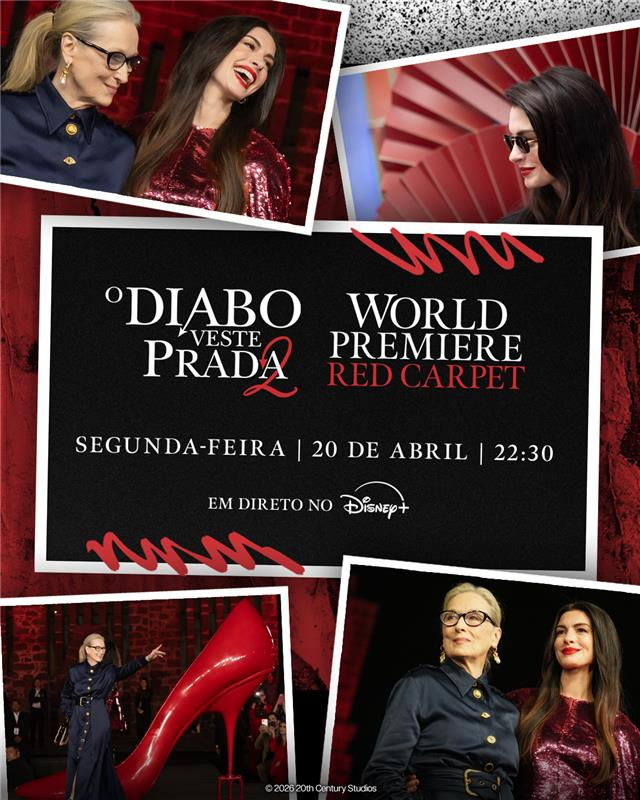 O DIABO
VESTE
PRADA 2
WORLD
PREMIERE
RED CARPET
SEGUNDA-FEIRA | 20 DE ABRIL | 22:30
EM DIRETO NO Disney+
© 2026 20th Century Studios